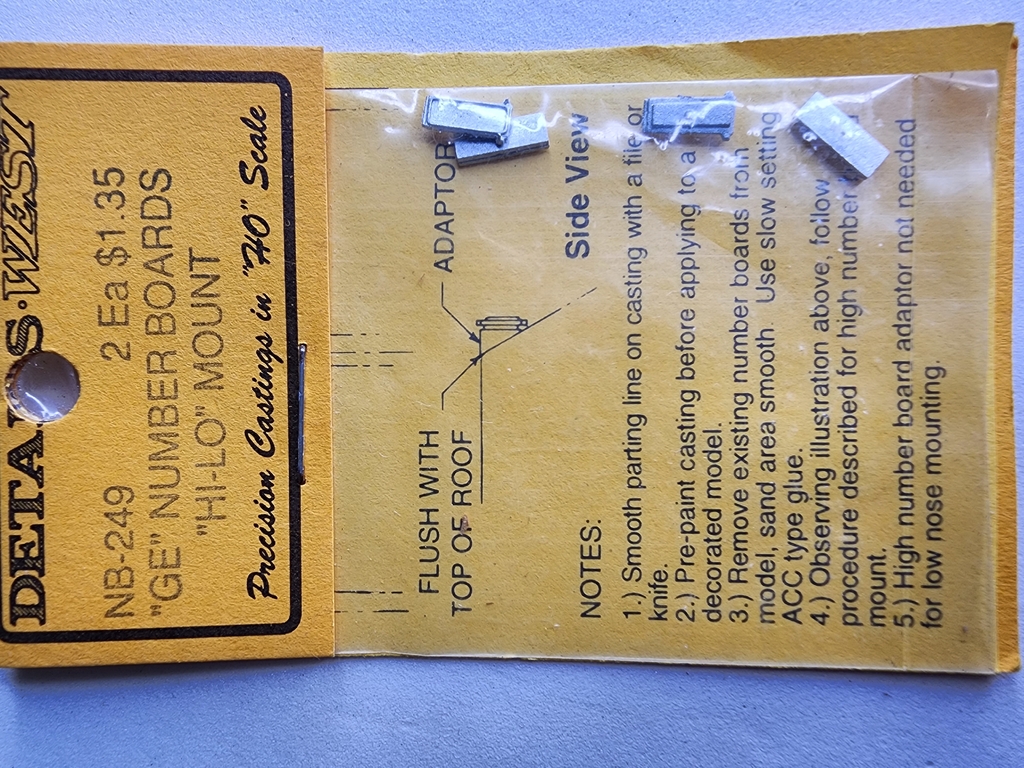 DETAILS·WEST
NB-249 2 Ea $1.35
"GE" NUMBER BOARDS
"HI-LO" MOUNT
Precision Castings in "HO" Scale
FLUSH WITH
TOP OF ROOF
ADAPTOR
Side View
NOTES:
1.) Smooth parting line on casting with a file or
knife.
2.) Pre-paint casting before applying to a
decorated model.
3.) Remove existing number boards from
model, sand area smooth. Use slow setting
ACC type glue.
4.) Observing illustration above, follow
procedure described for high number
mount.
5.) High number board adaptor not needed
for low nose mounting.